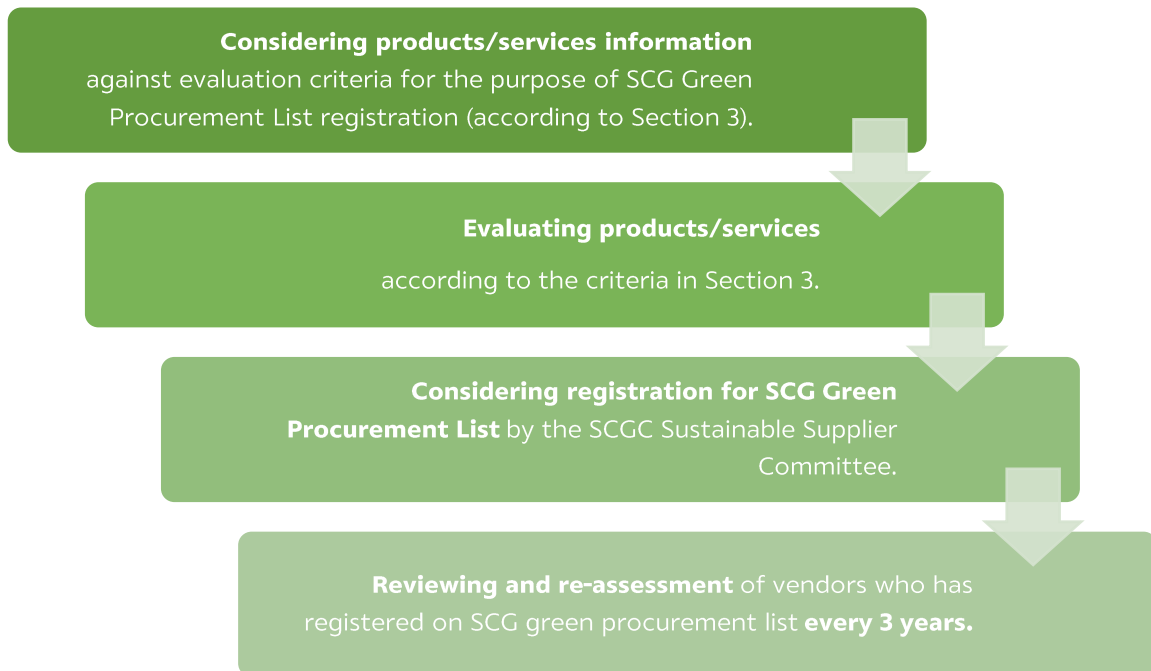 Considering products/services information
against evaluation criteria for the purpose of SCG Green
Procurement List registration (according to Section 3).
Evaluating products/services
according to the criteria in Section 3.
Considering registration for SCG Green
Procurement List by the SCGC Sustainable Supplier
Committee.
Reviewing and re-assessment of vendors who has
registered on SCG green procurement list every 3 years.